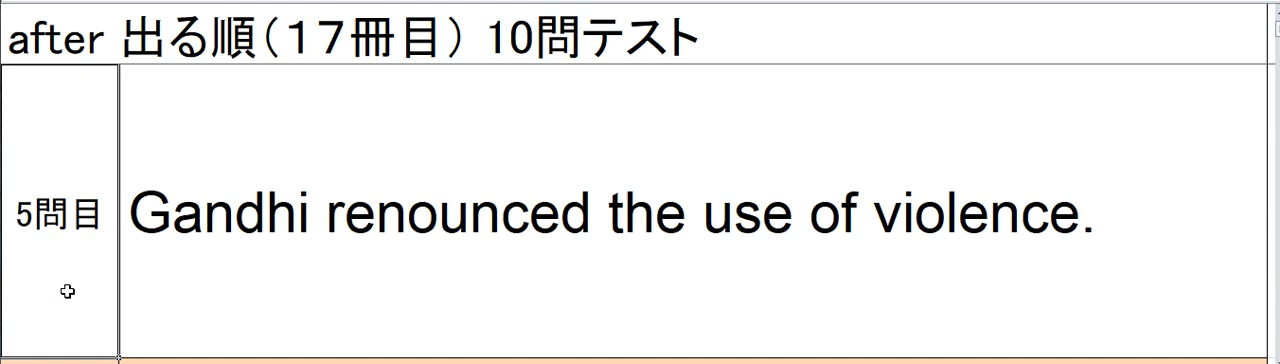 after 出る順（１７冊目） 10問テスト
5問目 Gandhi renounced the use of violence.